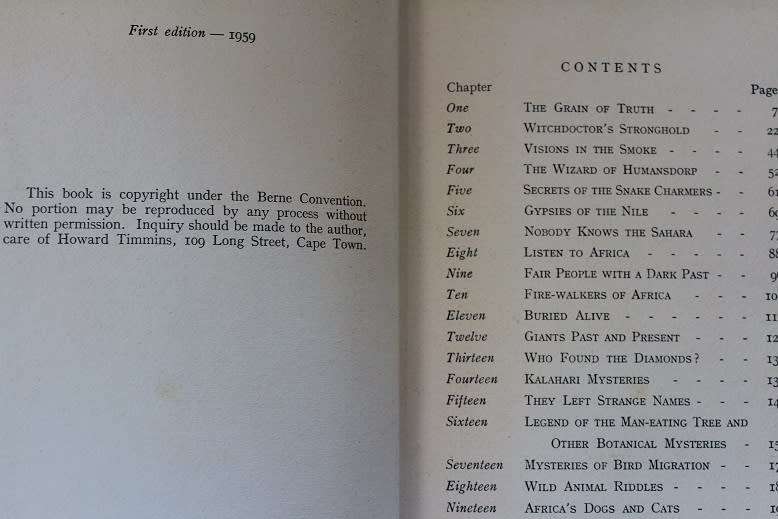 First edition — 1959
This book is copyright under the Berne Convention.
No portion may be reproduced by any process without
written permission. Inquiry should be made to the author,
care of Howard Timmins, 109 Long Street, Cape Town.
CONTENTS
Chapter Page
One The Grain of Truth - - - - 7
Two Witchdoctor's Stronghold - - 22
Three Visions in the Smoke - - - - 44
Four The Wizard of Humansdorp - - 52
Five Secrets of the Snake Charmers - - 61
Six Gypsies of the Nile - - - -
Seven Nobody Knows the Sahara - -
Eight Listen to Africa - - - - -
Nine Fair People with a Dark Past - -
Ten Fire-walkers of Africa - - -
Eleven Buried Alive - - - - - -
Twelve Giants Past and Present - - -
Thirteen Who Found the Diamonds? - -
Fourteen Kalahari Mysteries - - - -
Fifteen They Left Strange Names - - -
Sixteen Legend of the Man-eating Tree and
Other Botanical Mysteries -
Seventeen Mysteries of Bird Migration - -
Eighteen Wild Animal Riddles - - - -
Nineteen Africa's Dogs and Cats - - -